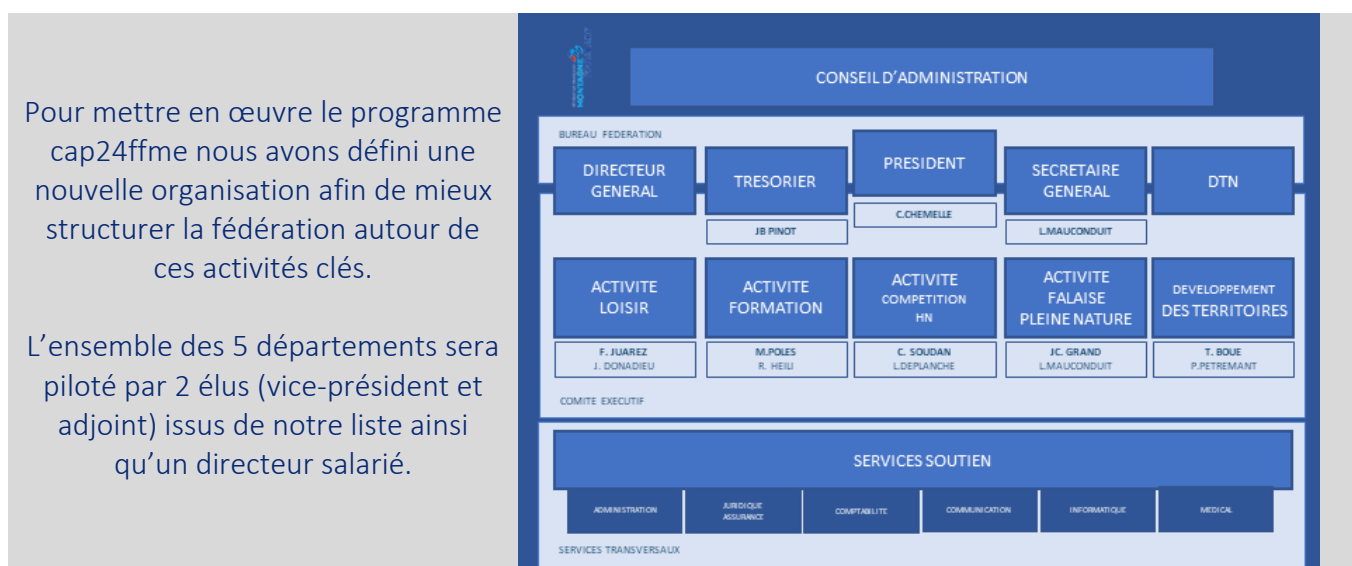 Pour mettre en œuvre le programme
cap24ffme nous avons défini une
nouvelle organisation afin de mieux
structurer la fédération autour de
ces activités clés.
L’ensemble des 5 départements sera
piloté par 2 élus (vice-président et
adjoint) issus de notre liste ainsi
qu’un directeur salarié.
MONTAGNE
CONSEIL D’ADMINISTRATION
BUREAU FEDERATION
DIRECTEUR
GENERAL
TRESORIER
JB PINOT
PRESIDENT
C.CHEMELLE
SECRETAIRE
GENERAL
L.MAUCONDUIT
DTN
ACTIVITE
LOISIR
F. JUAREZ
J. DONADIEU
ACTIVITE
FORMATION
M.POLES
R. HEILI
ACTIVITE
COMPETITION
HN
C. SOUDAN
L.DEPLANCHE
ACTIVITE
FALAISE
PLEINE NATURE
JC. GRAND
L.MAUCONDUIT
DEVELOPPEMENT
DES TERRITOIRES
T. BOUE
P.PETREMANT
COMITE EXECUTIF
SERVICES SOUTIEN
ADMINISTRATION
JURIDIQUE
ASSURANCE
COMPTABILITE
COMMUNICATION
INFORMATIQUE
MEDICAL
SERVICES TRANSVERSAUX